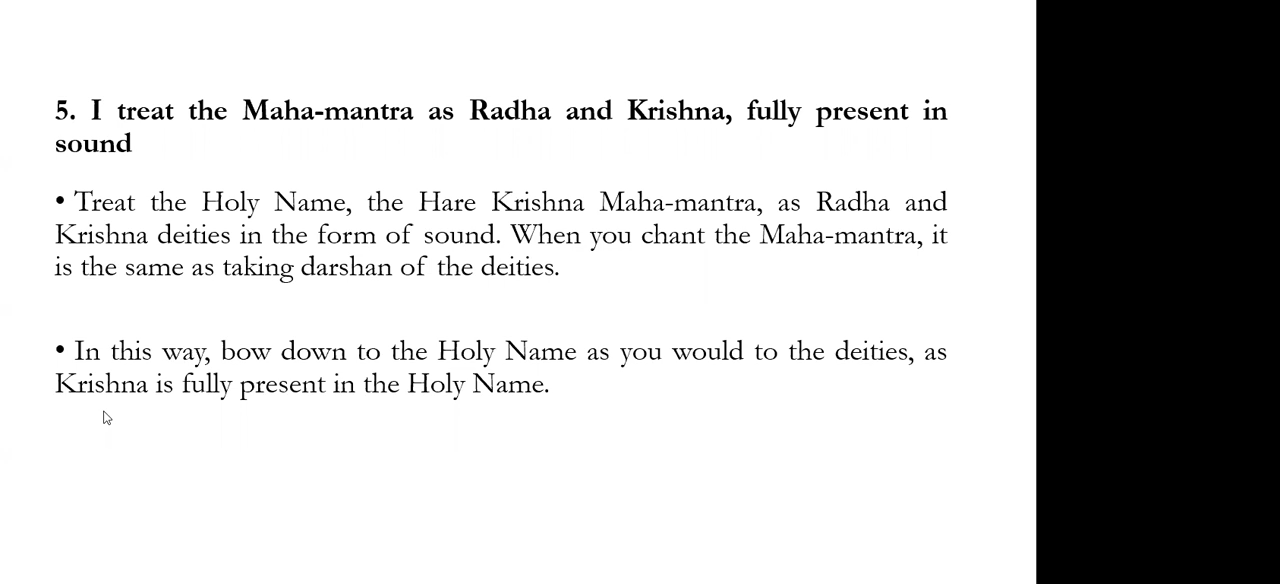 5. I treat the Maha-mantra as Radha and Krishna, fully present in
sound
• Treat the Holy Name, the Hare Krishna Maha-mantra, as Radha and
Krishna deities in the form of sound. When you chant the Maha-mantra, it
is the same as taking darshan of the deities.
• In this way, bow down to the Holy Name as you would to the deities, as
Krishna is fully present in the Holy Name.